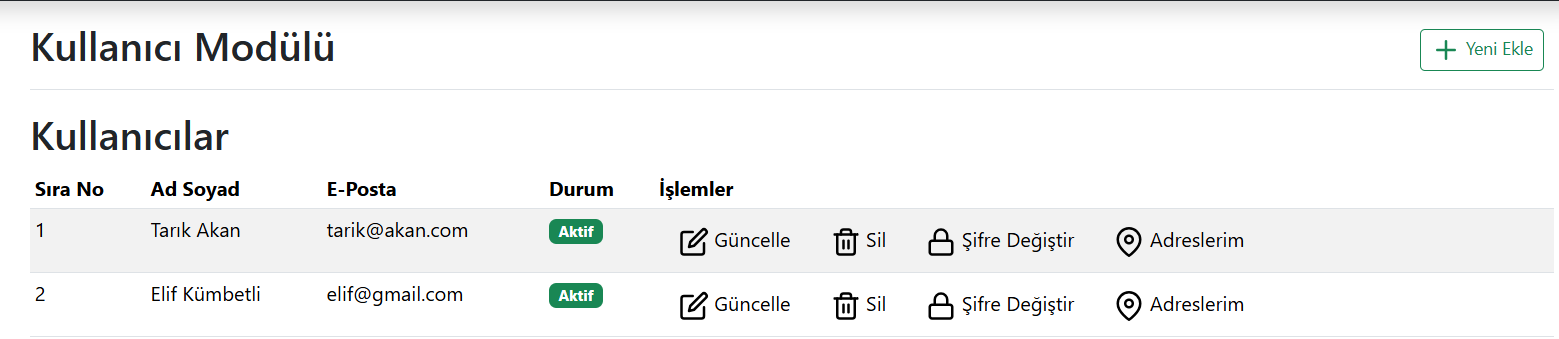 Kullanıcı Modülü
Yeni Ekle
Kullanıcılar
Sıra No Ad Soyad E-Posta Durum İşlemler
1 Tarık Akan tarik@akan.com Aktif Güncelle Sil Şifre Değiştir Adreslerim
2 Elif Kümbetli elif@gmail.com Aktif Güncelle Sil Şifre Değiştir Adreslerim